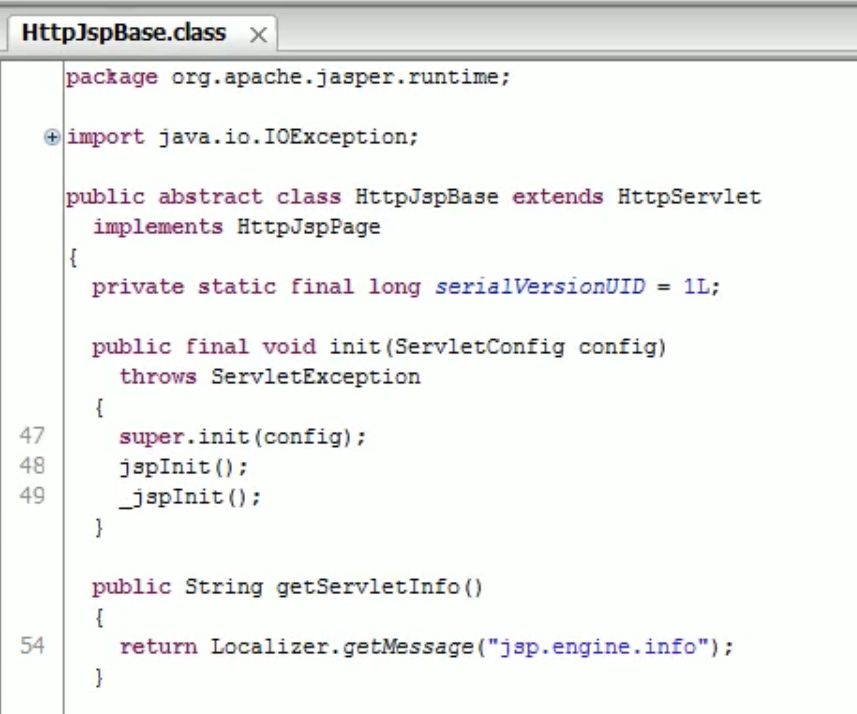 HttpJspBase.class
package org.apache.jasper.runtime;
import java.io.IOException;
public abstract class HttpJspBase extends HttpServlet
implements HttpJspPage
{
private static final long serialVersionUID = 1L;
public final void init(ServletConfig config)
throws ServletException
{
47 super.init(config);
48 jspInit();
49 _jspInit();
}
public String getServletInfo()
{
54 return Localizer.getMessage("jsp.engine.info");
}